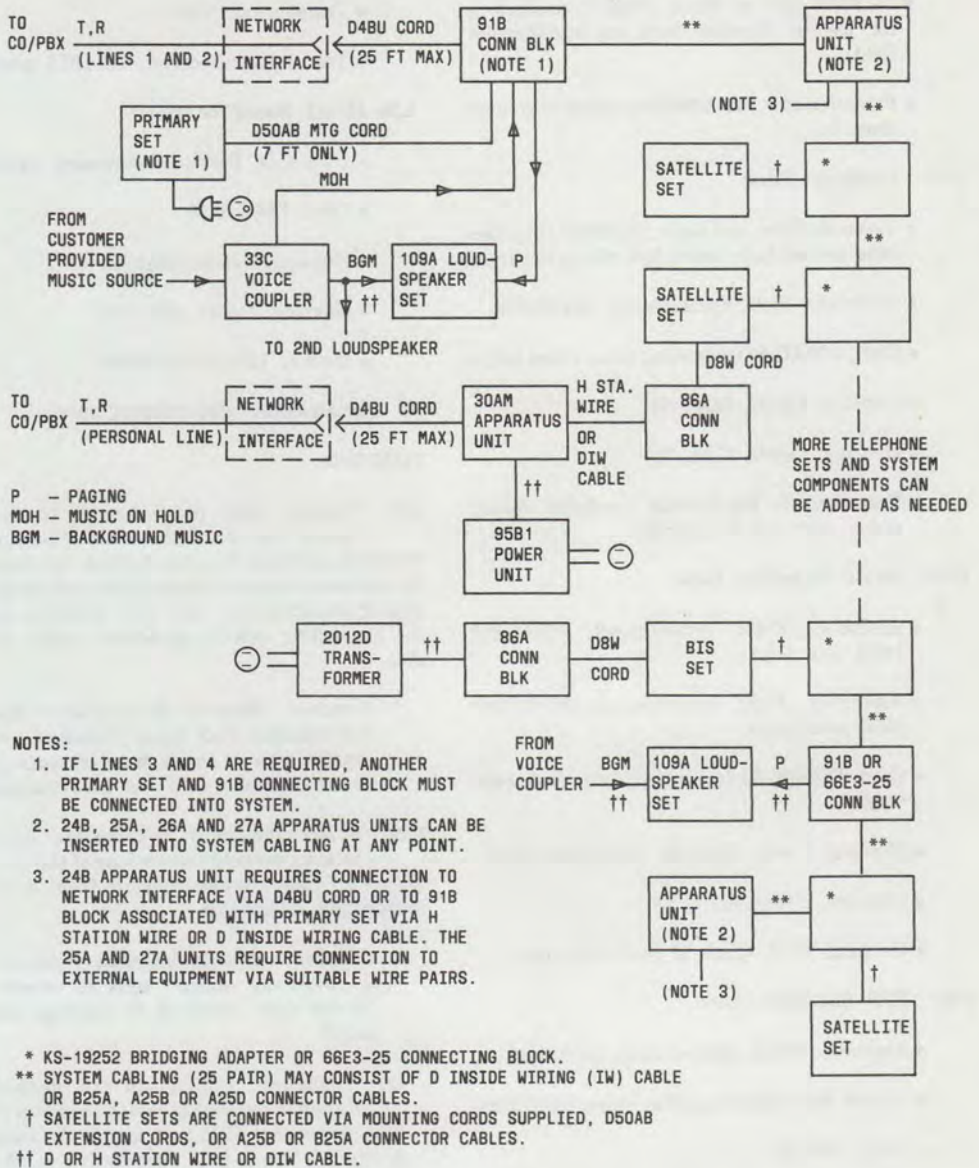 TO
CO/PBX
T,R
(LINES 1 AND 2)
NETWORK
INTERFACE
D4BU CORD
(25 FT MAX)
91B
CONN BLK
(NOTE 1)
**
APPARATUS
UNIT
(NOTE 2)
(NOTE 3)
**
PRIMARY
SET
(NOTE 1)
D50AB MTG CORD
(7 FT ONLY)
MOH
SATELLITE
SET
†
*
**
FROM
CUSTOMER
PROVIDED
MUSIC SOURCE
33C
VOICE
COUPLER
BGM
††
109A LOUD-
SPEAKER
SET
P
TO 2ND LOUDSPEAKER
SATELLITE
SET
†
*
D8W CORD
TO
CO/PBX
T,R
(PERSONAL LINE)
NETWORK
INTERFACE
D4BU CORD
(25 FT MAX)
30AM
APPARATUS
UNIT
H STA.
WIRE
OR
DIW
CABLE
86A
CONN
BLK
MORE TELEPHONE
SETS AND SYSTEM
COMPONENTS CAN
BE ADDED AS NEEDED
††
P – PAGING
MOH – MUSIC ON HOLD
BGM – BACKGROUND MUSIC
95B1
POWER
UNIT
2012D
TRANS-
FORMER
††
86A
CONN
BLK
D8W
CORD
BIS
SET
†
*
**
NOTES:
1. IF LINES 3 AND 4 ARE REQUIRED, ANOTHER
PRIMARY SET AND 91B CONNECTING BLOCK MUST
BE CONNECTED INTO SYSTEM.
2. 24B, 25A, 26A AND 27A APPARATUS UNITS CAN BE
INSERTED INTO SYSTEM CABLING AT ANY POINT.
3. 24B APPARATUS UNIT REQUIRES CONNECTION TO
NETWORK INTERFACE VIA D4BU CORD OR TO 91B
BLOCK ASSOCIATED WITH PRIMARY SET VIA H
STATION WIRE OR D INSIDE WIRING CABLE. THE
25A AND 27A UNITS REQUIRE CONNECTION TO
EXTERNAL EQUIPMENT VIA SUITABLE WIRE PAIRS.
FROM
VOICE
COUPLER
BGM
††
109A LOUD-
SPEAKER
SET
P
††
91B OR
66E3-25
CONN BLK
**
APPARATUS
UNIT
(NOTE 2)
**
*
(NOTE 3)
†
SATELLITE
SET
* KS-19252 BRIDGING ADAPTER OR 66E3-25 CONNECTING BLOCK.
** SYSTEM CABLING (25 PAIR) MAY CONSIST OF D INSIDE WIRING (IW) CABLE
OR B25A, A25B OR A25D CONNECTOR CABLES.
† SATELLITE SETS ARE CONNECTED VIA MOUNTING CORDS SUPPLIED, D50AB
EXTENSION CORDS, OR A25B OR B25A CONNECTOR CABLES.
†† D OR H STATION WIRE OR DIW CABLE.